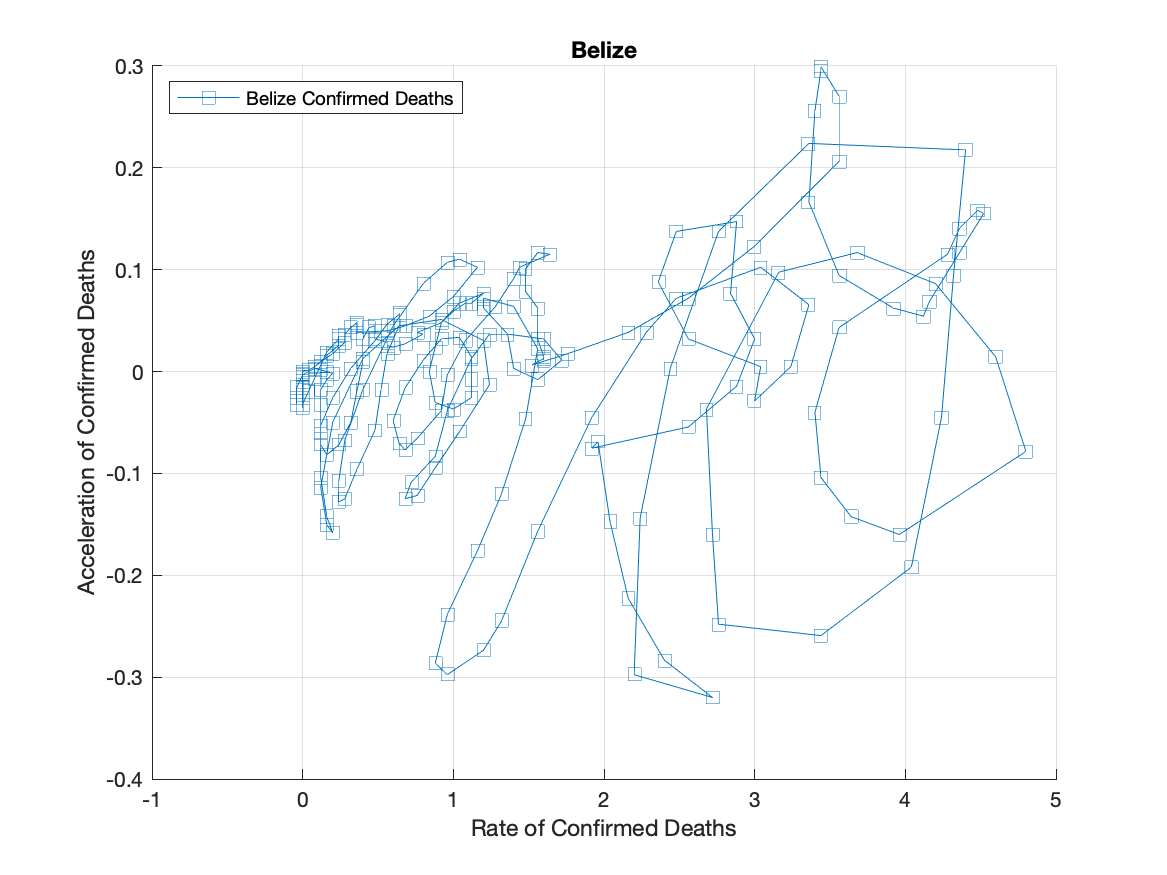 Belize
Belize Confirmed Deaths
0.3
0.2
0.1
0
-0.1
-0.2
-0.3
-0.4
Acceleration of Confirmed Deaths
-1 0 1 2 3 4 5
Rate of Confirmed Deaths